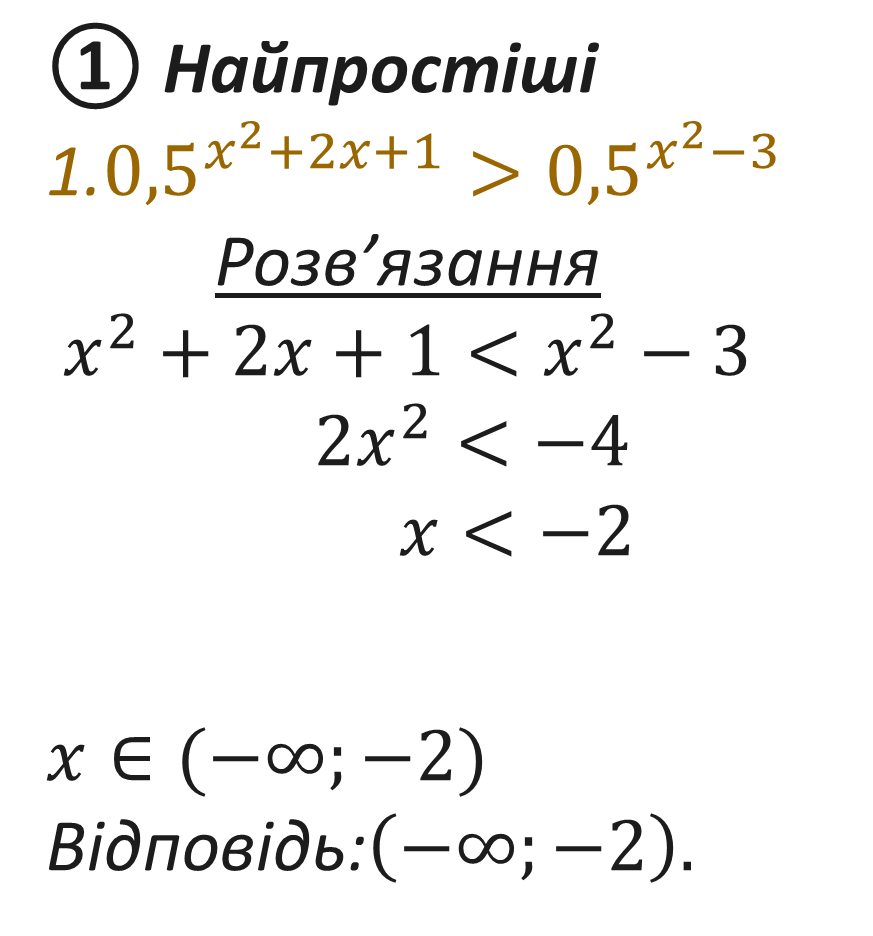 ① Найпростіші
1. 0,5^{x²+2x+1} > 0,5^{x²−3}
Розв’язання
x² + 2x + 1 < x² − 3
2x² < −4
x < −2
x ∈ (−∞; −2)
Відповідь:(−∞; −2).